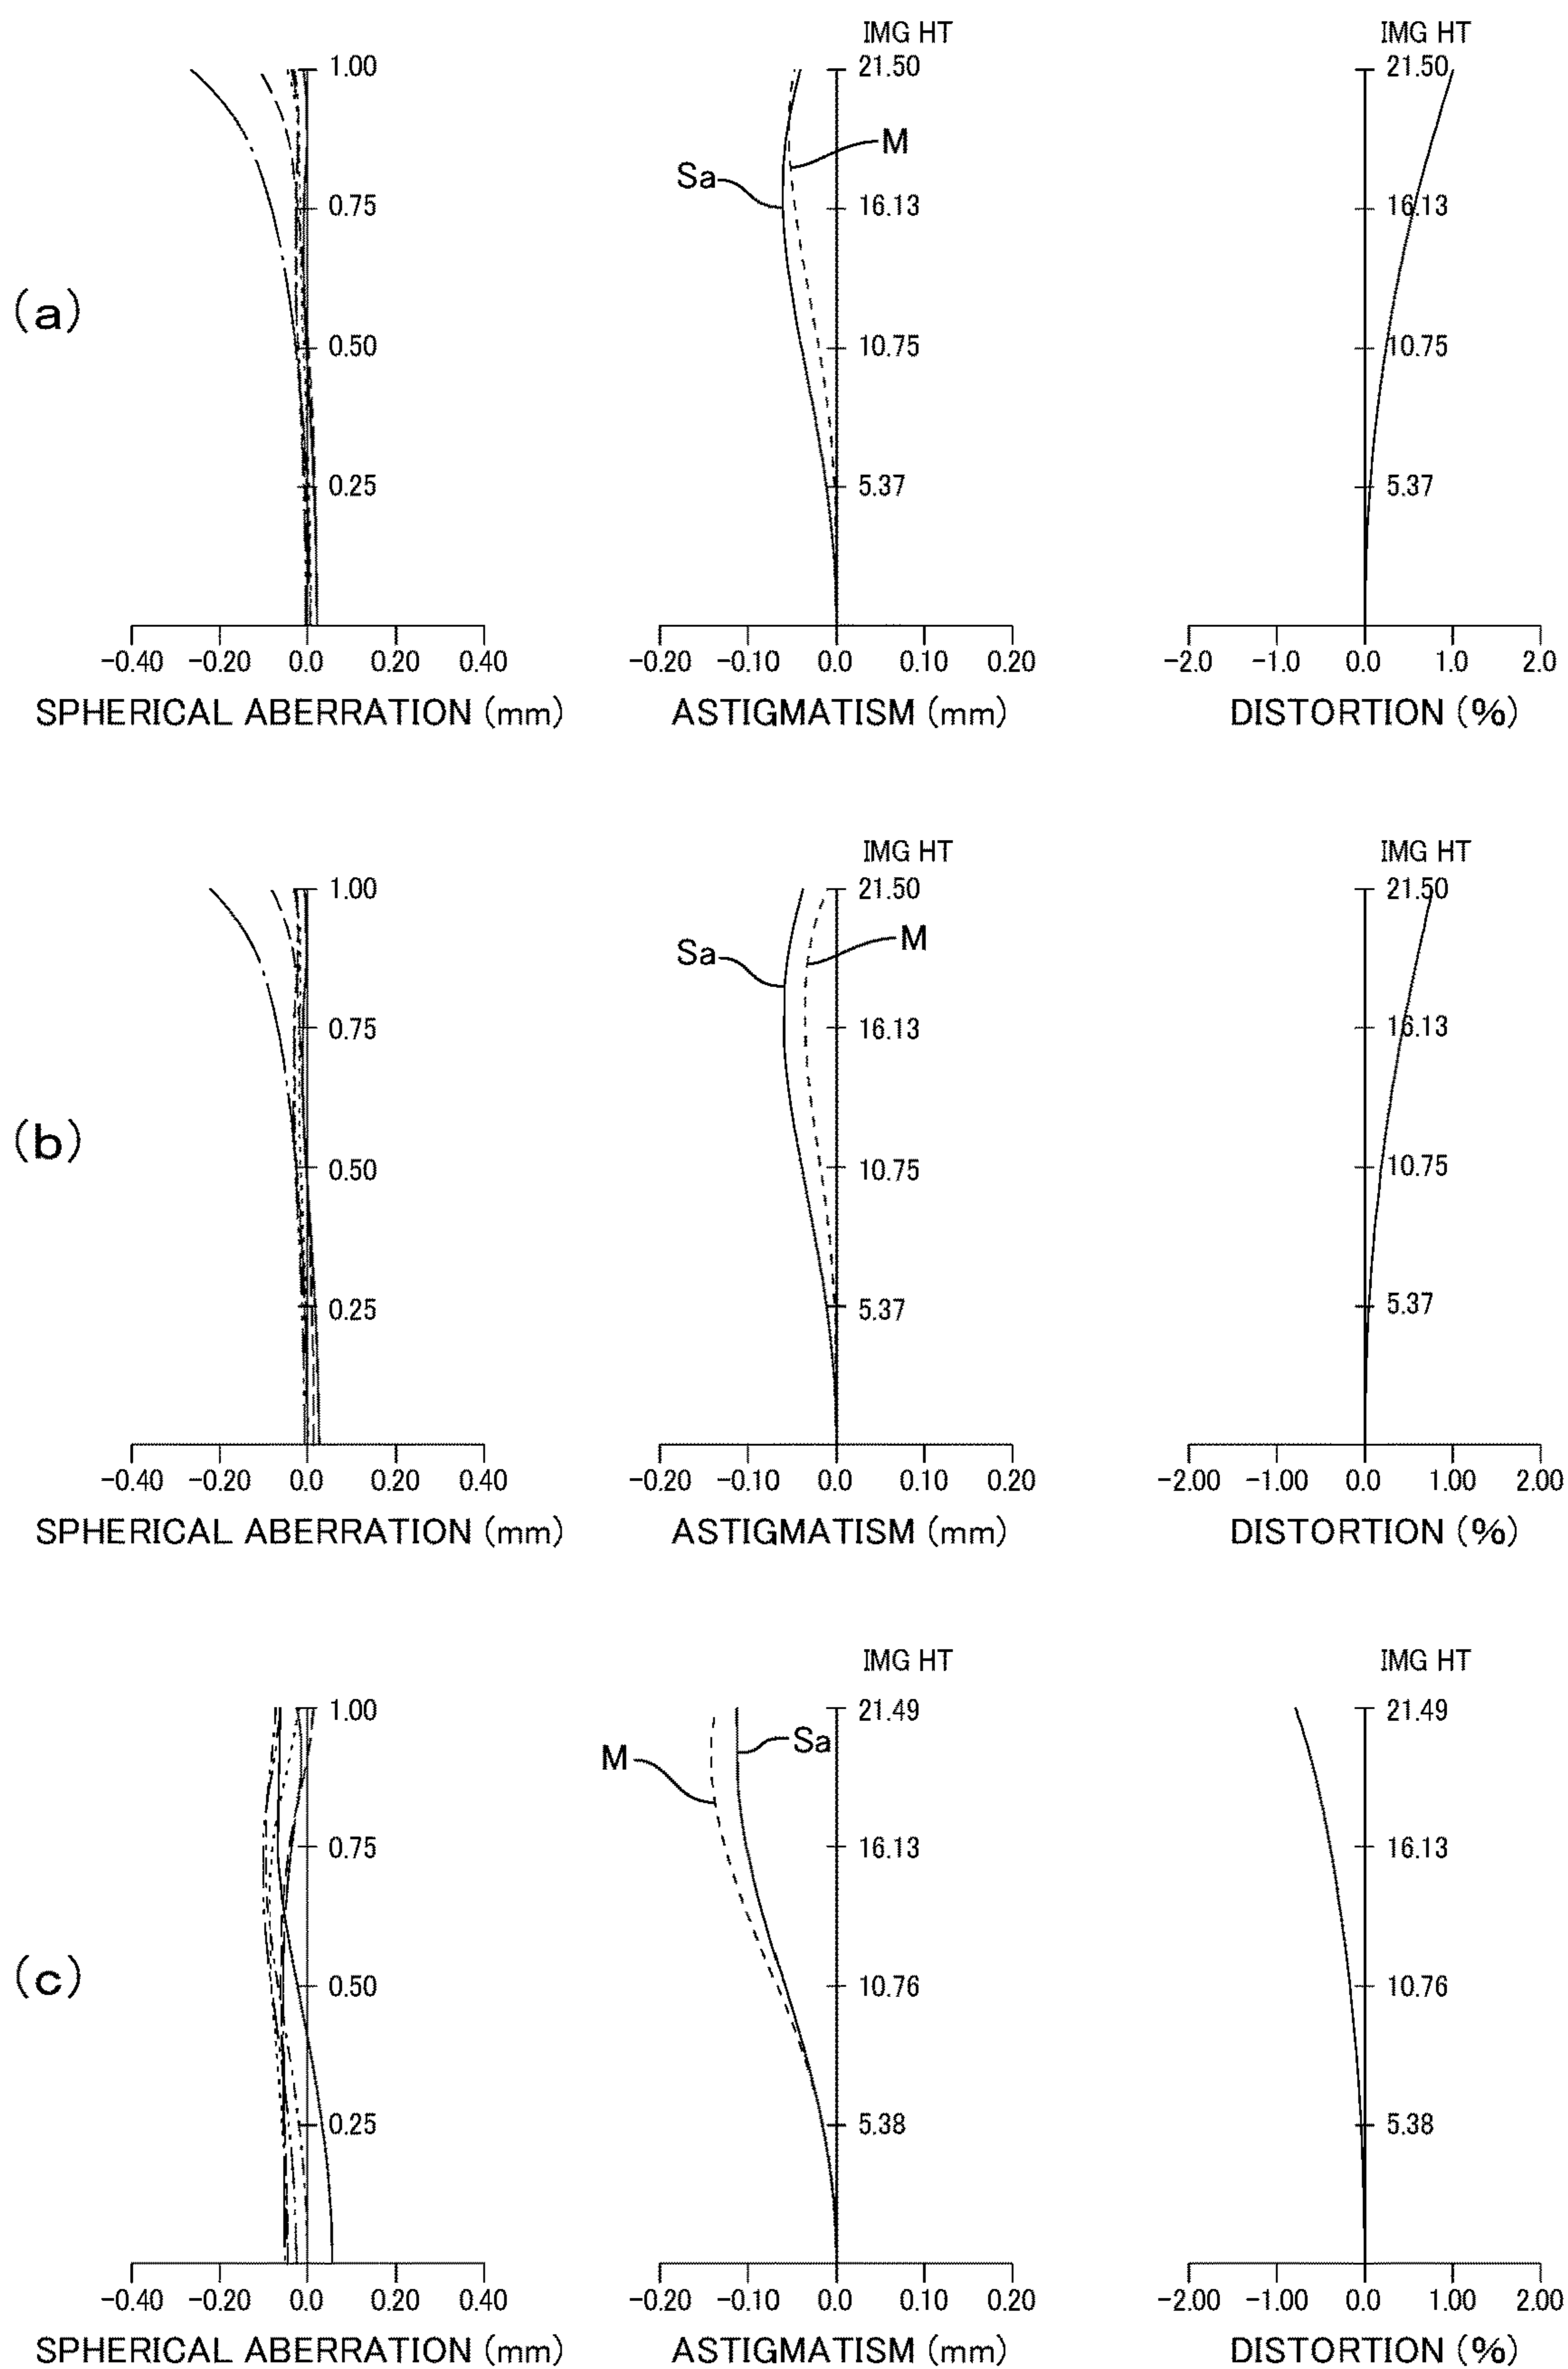 (a)
1.00
0.75
0.50
0.25
-0.40 -0.20 0.0 0.20 0.40
SPHERICAL ABERRATION (mm)
IMG HT
21.50
M
Sa
16.13
10.75
5.37
-0.20 -0.10 0.0 0.10 0.20
ASTIGMATISM (mm)
IMG HT
21.50
16.13
10.75
5.37
-2.0 -1.0 0.0 1.0 2.0
DISTORTION (%)
(b)
1.00
0.75
0.50
0.25
-0.40 -0.20 0.0 0.20 0.40
SPHERICAL ABERRATION (mm)
IMG HT
21.50
M
Sa
16.13
10.75
5.37
-0.20 -0.10 0.0 0.10 0.20
ASTIGMATISM (mm)
IMG HT
21.50
16.13
10.75
5.37
-2.00 -1.00 0.0 1.00 2.00
DISTORTION (%)
(c)
1.00
0.75
0.50
0.25
-0.40 -0.20 0.0 0.20 0.40
SPHERICAL ABERRATION (mm)
IMG HT
21.49
Sa
M
16.13
10.76
5.38
-0.20 -0.10 0.0 0.10 0.20
ASTIGMATISM (mm)
IMG HT
21.49
16.13
10.76
5.38
-2.00 -1.00 0.0 1.00 2.00
DISTORTION (%)